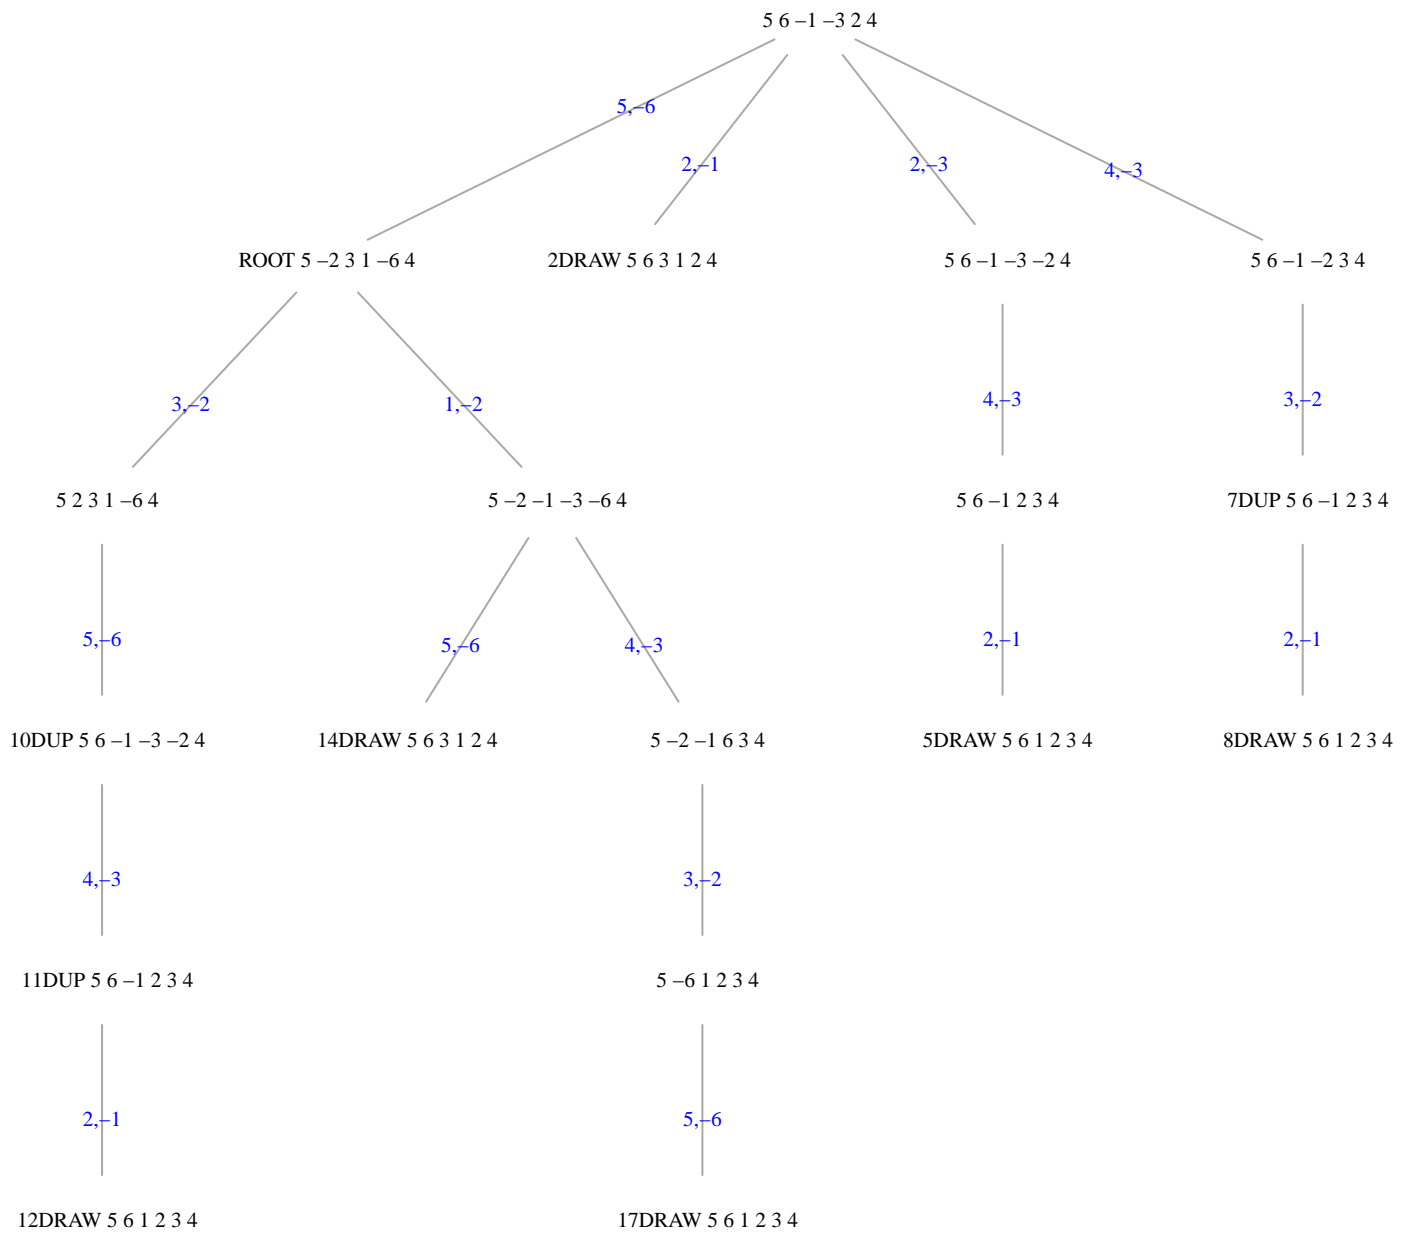 5 6 –1 –3 2 4
5,–6
2,–1
2,–3
4,–3
ROOT 5 –2 3 1 –6 4
2DRAW 5 6 3 1 2 4
5 6 –1 –3 –2 4
5 6 –1 –2 3 4
3,–2
1,–2
4,–3
3,–2
5 2 3 1 –6 4
5 –2 –1 –3 –6 4
5 6 –1 2 3 4
7DUP 5 6 –1 2 3 4
5,–6
5,–6
4,–3
2,–1
2,–1
10DUP 5 6 –1 –3 –2 4
14DRAW 5 6 3 1 2 4
5 –2 –1 6 3 4
5DRAW 5 6 1 2 3 4
8DRAW 5 6 1 2 3 4
4,–3
3,–2
11DUP 5 6 –1 2 3 4
5 –6 1 2 3 4
2,–1
5,–6
12DRAW 5 6 1 2 3 4
17DRAW 5 6 1 2 3 4